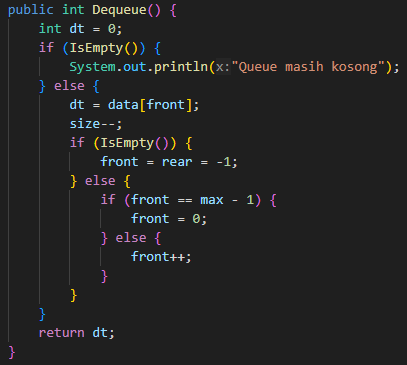 public int Dequeue() {
int dt = 0;
if (IsEmpty()) {
System.out.println(x:"Queue masih kosong");
} else {
dt = data[front];
size--;
if (IsEmpty()) {
front = rear = -1;
} else {
if (front == max - 1) {
front = 0;
} else {
front++;
}
}
}
return dt;
}